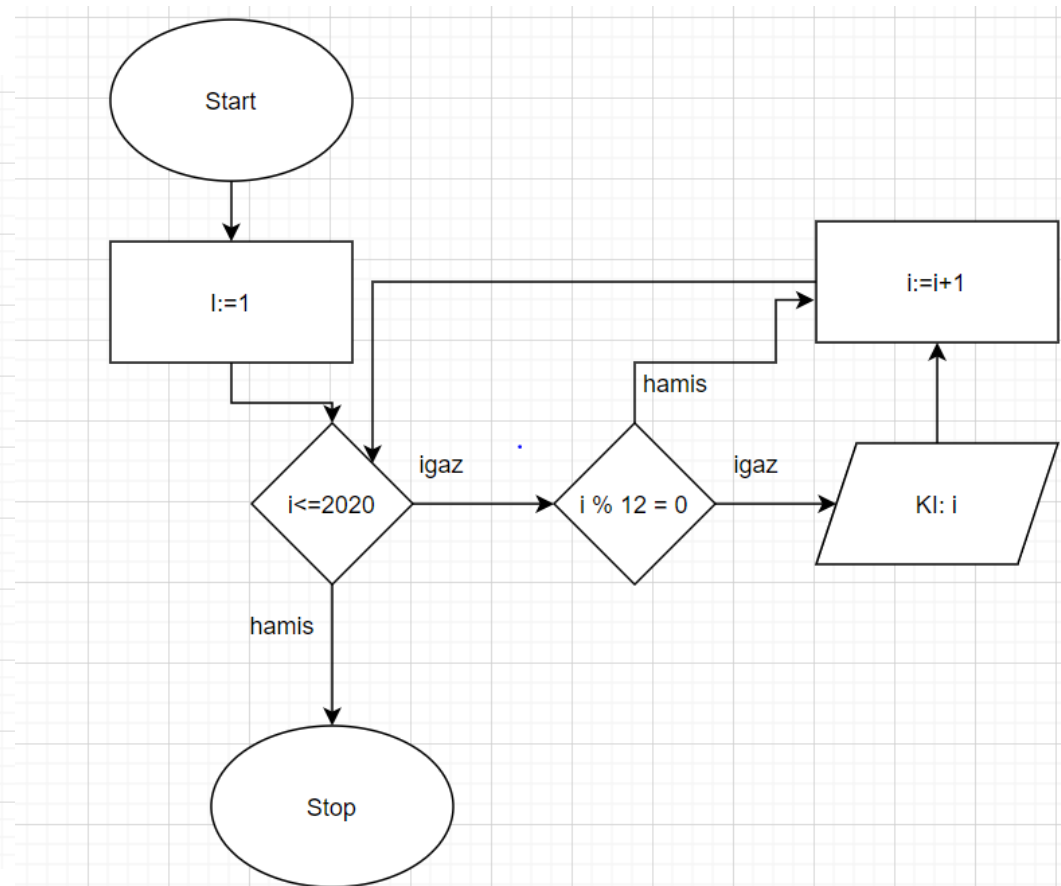 Start
I:=1
i:=i+1
hamis
igaz
igaz
i<=2020
i % 12 = 0
KI: i
hamis
Stop